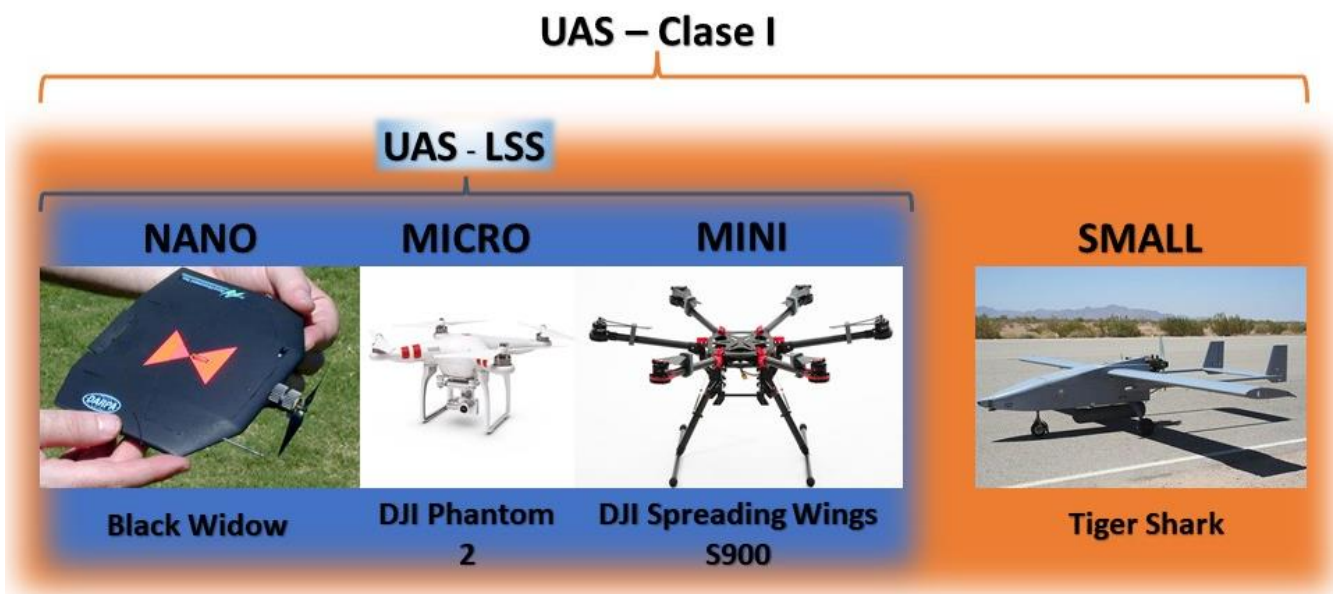 UAS – Clase I
UAS - LSS
NANO
MICRO
MINI
SMALL
DARPA
Black Widow
DJI Phantom
2
DJI Spreading Wings
S900
Tiger Shark